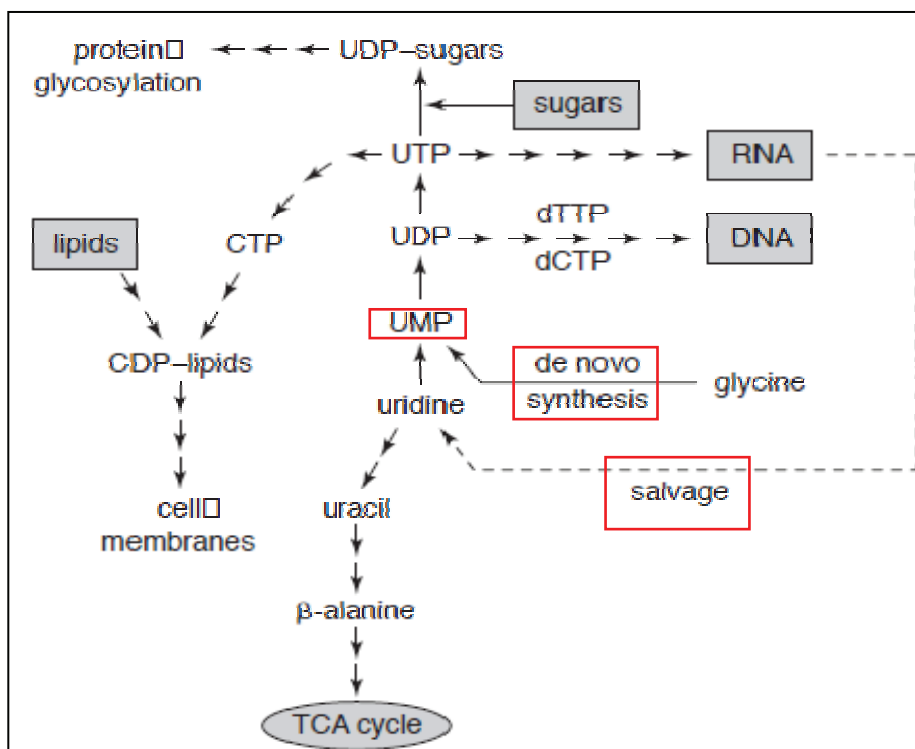 protein□
glycosylation
UDP–sugars
sugars
UTP
RNA
lipids
CTP
UDP
dTTP
dCTP
DNA
UMP
CDP–lipids
de novo
synthesis
glycine
uridine
salvage
cell□
membranes
uracil
β-alanine
TCA cycle